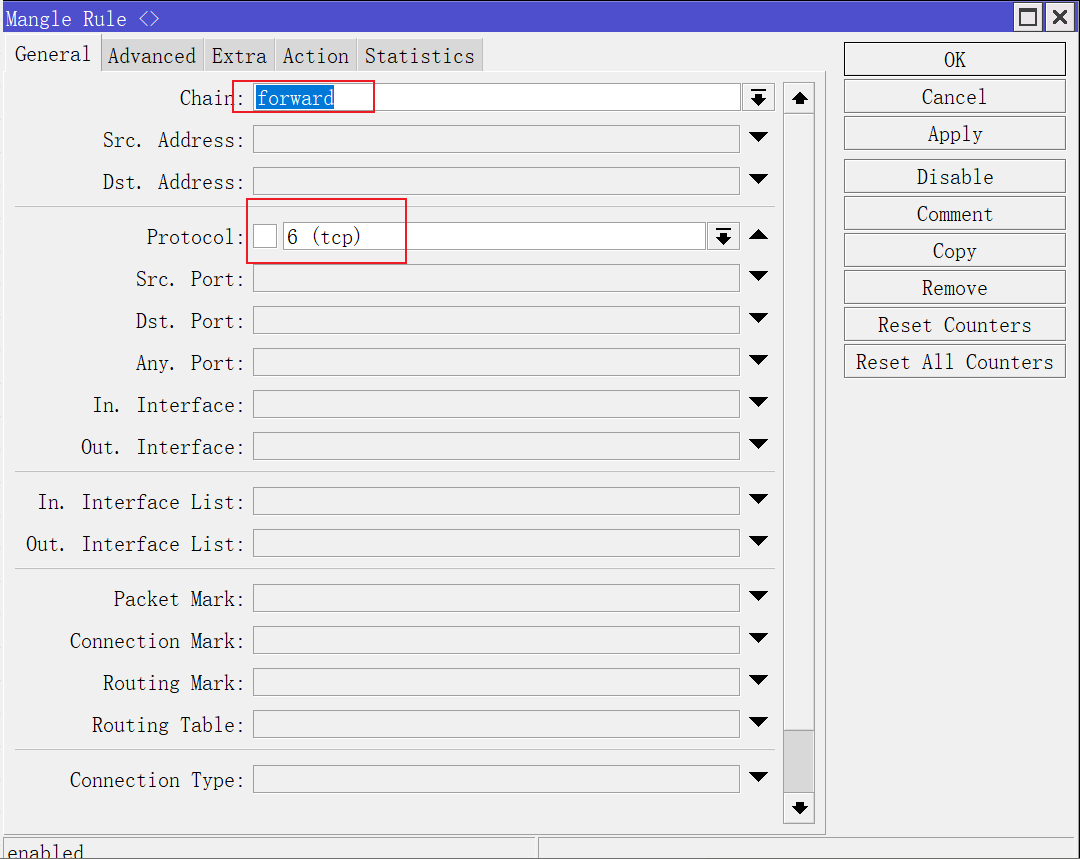 Mangle Rule <>
General Advanced Extra Action Statistics
Chain: forward
Src. Address:
Dst. Address:
Protocol: 6 (tcp)
Src. Port:
Dst. Port:
Any. Port:
In. Interface:
Out. Interface:
In. Interface List:
Out. Interface List:
Packet Mark:
Connection Mark:
Routing Mark:
Routing Table:
Connection Type:
OK
Cancel
Apply
Disable
Comment
Copy
Remove
Reset Counters
Reset All Counters
enabled